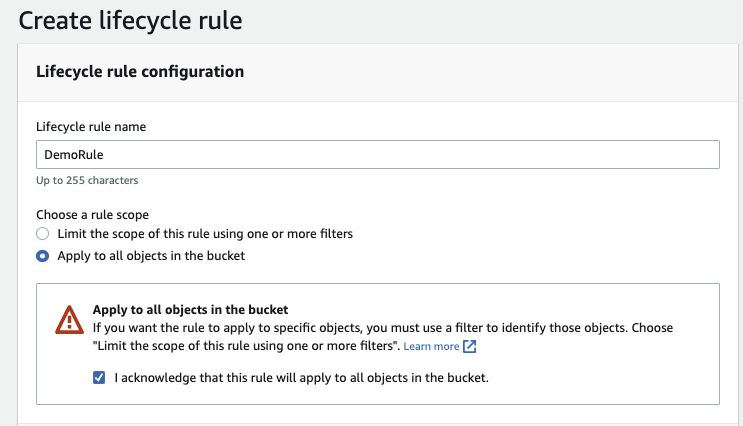 Create lifecycle rule
Lifecycle rule configuration
Lifecycle rule name
DemoRule
Up to 255 characters
Choose a rule scope
Limit the scope of this rule using one or more filters
Apply to all objects in the bucket
Apply to all objects in the bucket
If you want the rule to apply to specific objects, you must use a filter to identify those objects. Choose
"Limit the scope of this rule using one or more filters". Learn more
I acknowledge that this rule will apply to all objects in the bucket.